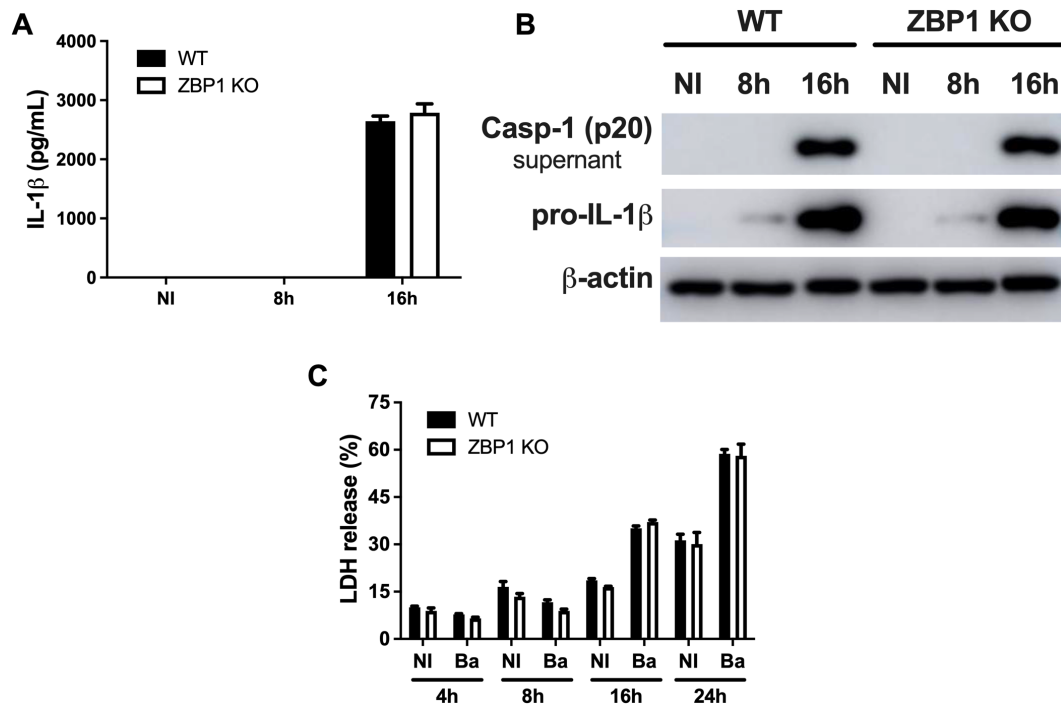 A
4000
3000
2000
1000
0
IL-1β (pg/mL)
WT
ZBP1 KO
NI 8h 16h
B
WT ZBP1 KO
NI 8h 16h NI 8h 16h
Casp-1 (p20)
supernant
pro-IL-1β
β-actin
C
75
60
45
30
15
0
LDH release (%)
WT
ZBP1 KO
NI Ba NI Ba NI Ba NI Ba
4h 8h 16h 24h